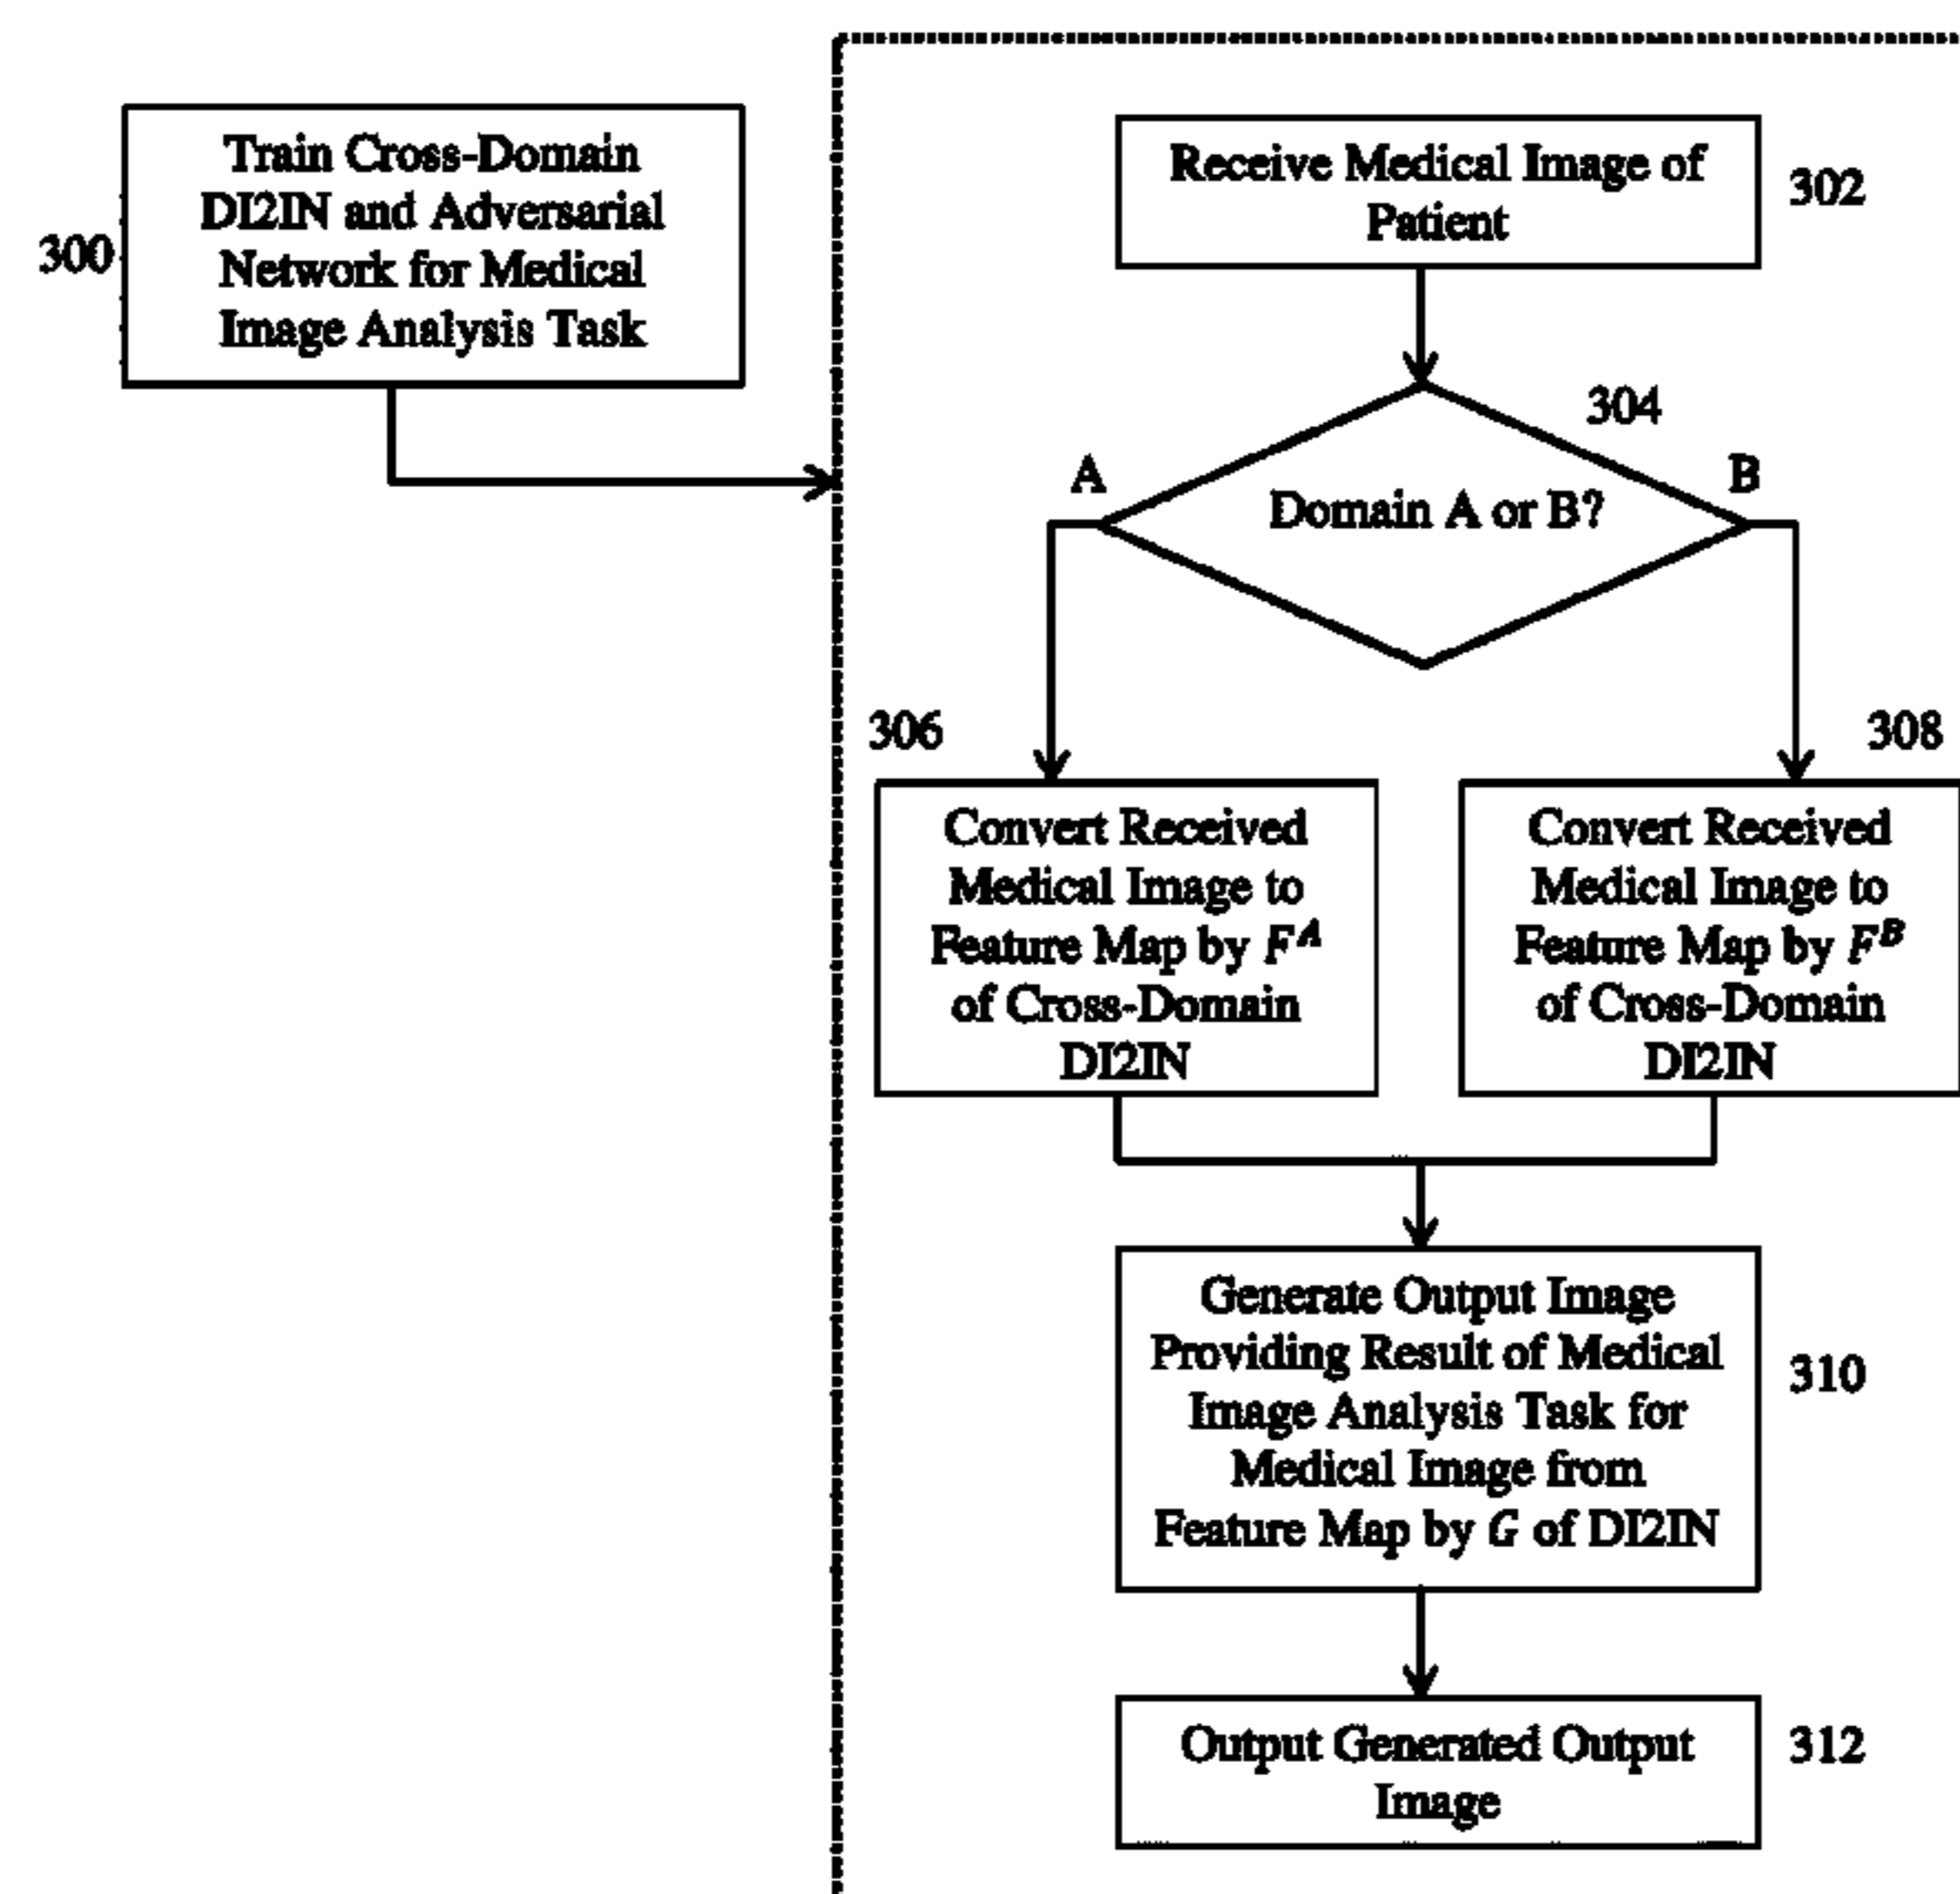 300
Train Cross-Domain
DI2IN and Adversarial
Network for Medical
Image Analysis Task
Receive Medical Image of
Patient
302
304
A
B
Domain A or B?
306
308
Convert Received
Medical Image to
Feature Map by F^A
of Cross-Domain
DI2IN
Convert Received
Medical Image to
Feature Map by F^B
of Cross-Domain
DI2IN
Generate Output Image
Providing Result of Medical
Image Analysis Task for
Medical Image from
Feature Map by G of DI2IN
310
Output Generated Output
Image
312